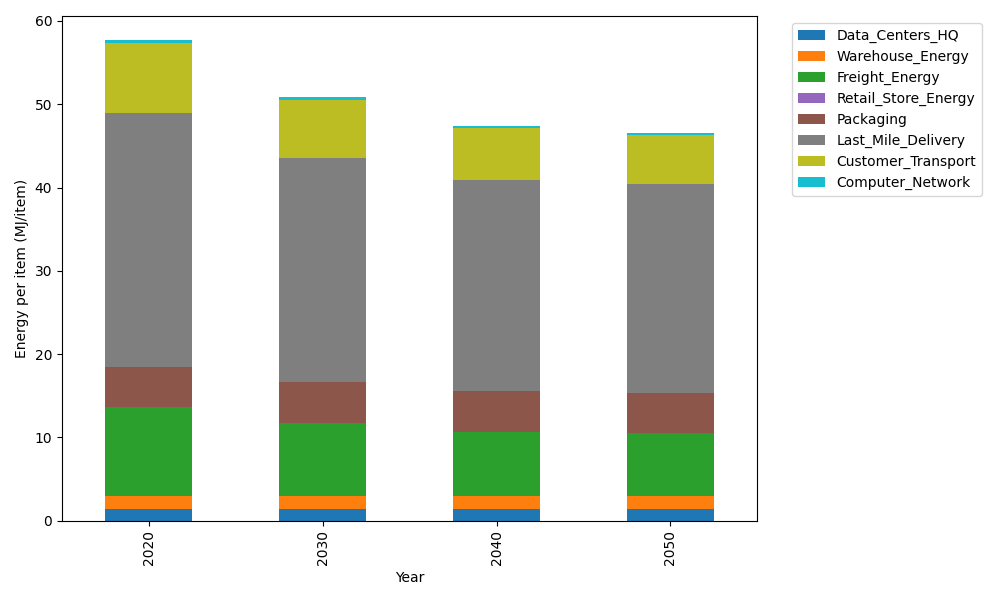 60
50
40
30
20
10
0
Energy per item (MJ/item)
2020
2030
2040
2050
Year
Data_Centers_HQ
Warehouse_Energy
Freight_Energy
Retail_Store_Energy
Packaging
Last_Mile_Delivery
Customer_Transport
Computer_Network